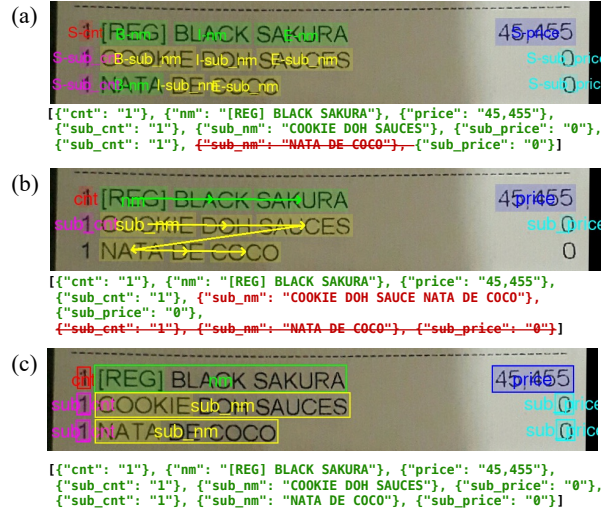 (a)
S-cnt B-nm I-nm E-nm S-price
1 [REG] BLACK SAKURA 45,455
S-sub_cnt B-sub_nm I-sub_nm E-sub_nm S-sub_price
1 COOKIE DOH SAUCES 0
S-sub_cnt B-nm I-sub_nm E-sub_nm S-sub_price
1 NATA DE COCO 0
[{"cnt": "1"}, {"nm": "[REG] BLACK SAKURA"}, {"price": "45,455"},
{"sub_cnt": "1"}, {"sub_nm": "COOKIE DOH SAUCES"}, {"sub_price": "0"},
{"sub_cnt": "1"}, {"sub_nm": "NATA DE COCO"}, {"sub_price": "0"}]
(b)
cnt nm price
1 [REG] BLACK SAKURA 45,455
sub_cnt sub_nm sub_price
1 COOKIE DOH SAUCES 0
1 NATA DE COCO 0
[{"cnt": "1"}, {"nm": "[REG] BLACK SAKURA"}, {"price": "45,455"},
{"sub_cnt": "1"}, {"sub_nm": "COOKIE DOH SAUCE NATA DE COCO"},
{"sub_price": "0"},
{"sub_cnt": "1"}, {"sub_nm": "NATA DE COCO"}, {"sub_price": "0"}]
(c)
cnt nm price
1 [REG] BLACK SAKURA 45,455
sub_cnt sub_nm sub_price
1 COOKIE DOH SAUCES 0
sub_cnt sub_nm sub_price
1 NATA DE COCO 0
[{"cnt": "1"}, {"nm": "[REG] BLACK SAKURA"}, {"price": "45,455"},
{"sub_cnt": "1"}, {"sub_nm": "COOKIE DOH SAUCES"}, {"sub_price": "0"},
{"sub_cnt": "1"}, {"sub_nm": "NATA DE COCO"}, {"sub_price": "0"}]